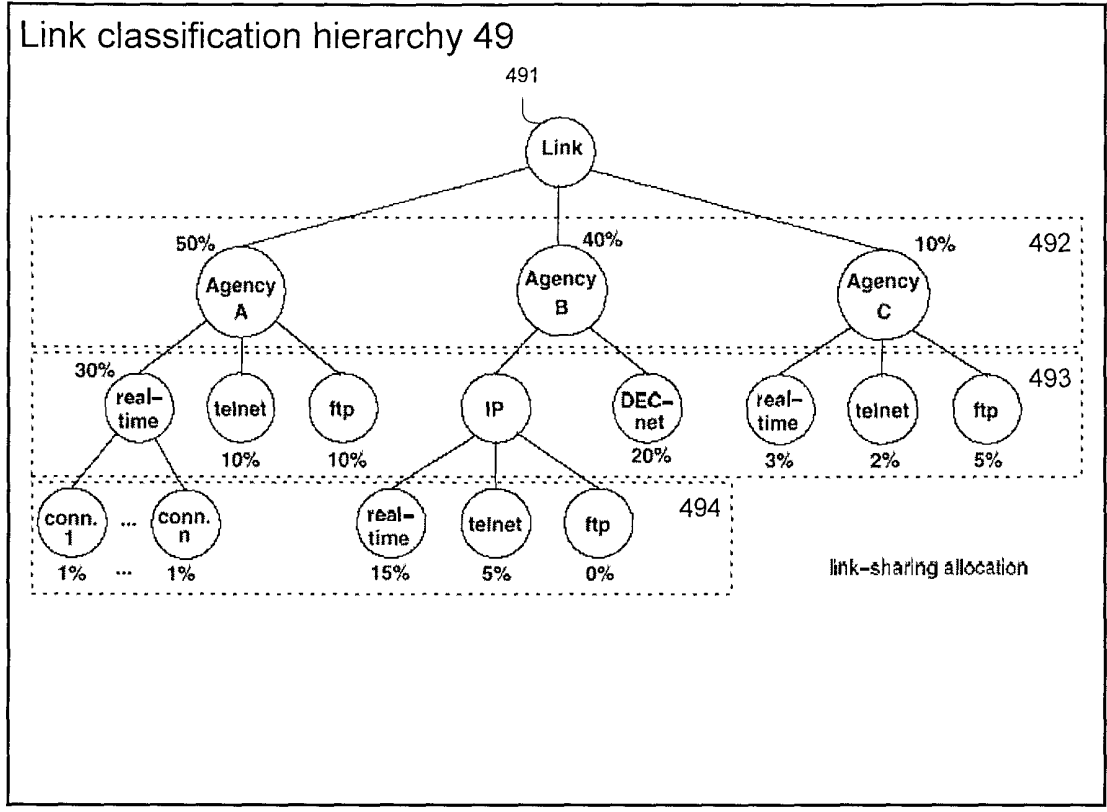 Link classification hierarchy 49
491
Link
50%
40%
10%
492
Agency
A
Agency
B
Agency
C
30%
493
real–
time
telnet
ftp
IP
DEC–
net
real–
time
telnet
ftp
10%
10%
20%
3%
2%
5%
494
conn.
1
...
conn.
n
real–
time
telnet
ftp
1%
...
1%
15%
5%
0%
link–sharing allocation